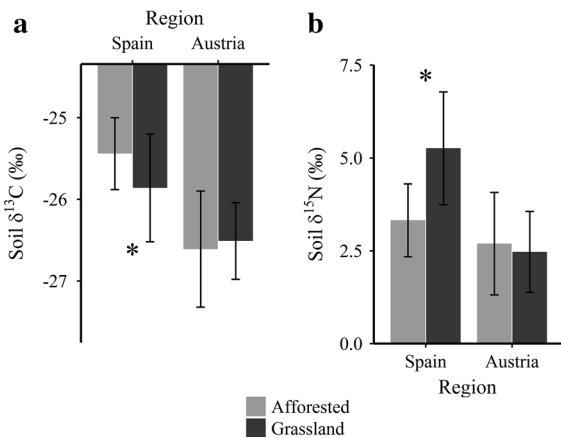 a
Region
Spain Austria
Soil δ¹³C (‰)
-25
-26
-27
*
b
Soil δ¹⁵N (‰)
7.5
5.0
2.5
0.0
*
Spain Austria
Region
Afforested
Grassland